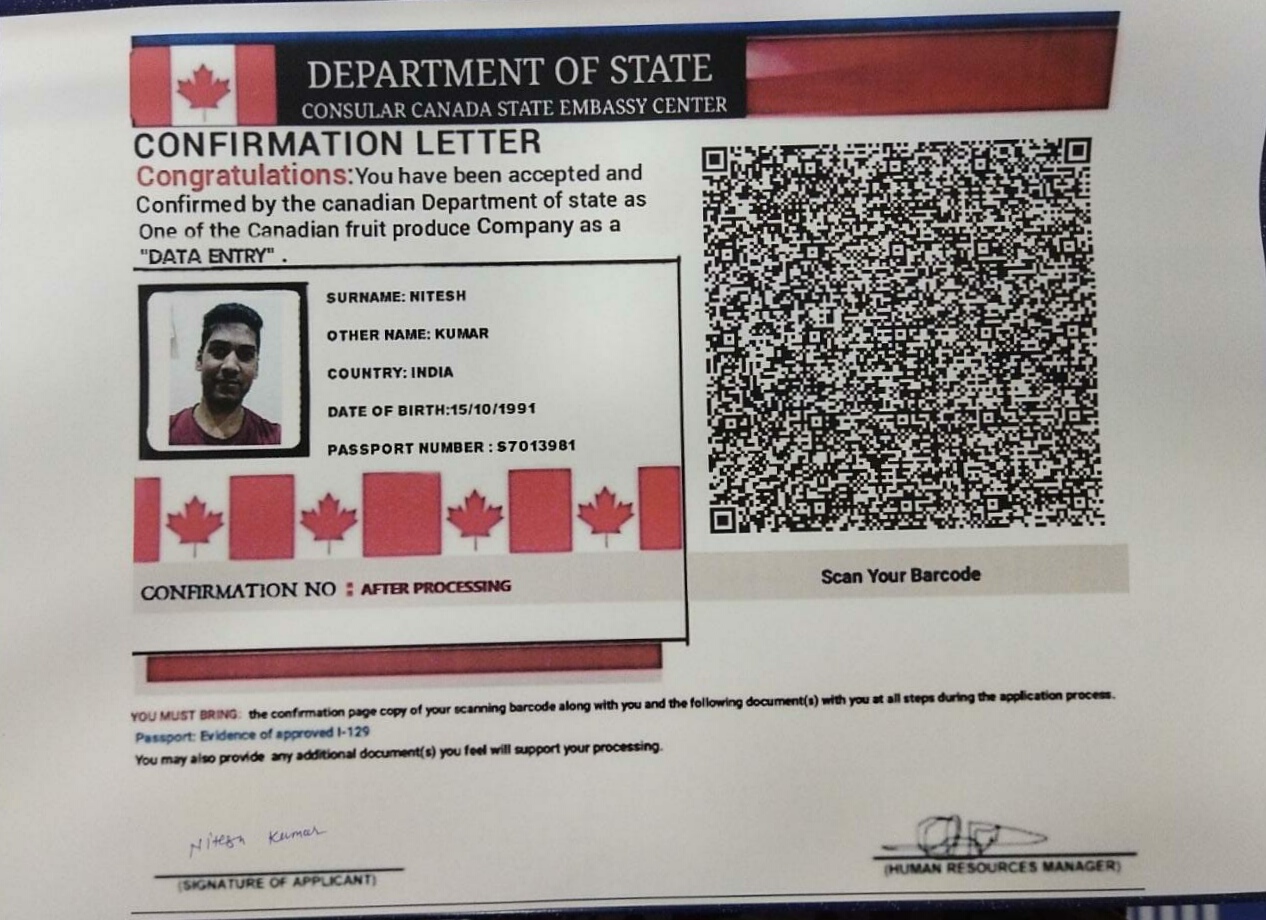 DEPARTMENT OF STATE
CONSULAR CANADA STATE EMBASSY CENTER
CONFIRMATION LETTER
Congratulations:You have been accepted and
Confirmed by the canadian Department of state as
One of the Canadian fruit produce Company as a
"DATA ENTRY" .
SURNAME: NITESH
OTHER NAME: KUMAR
COUNTRY: INDIA
DATE OF BIRTH:15/10/1991
PASSPORT NUMBER : S7013981
CONFIRMATION NO : AFTER PROCESSING
Scan Your Barcode
YOU MUST BRING: the confirmation page copy of your scanning barcode along with you and the following document(s) with you at all steps during the application process.
Passport: Evidence of approved I-129
You may also provide any additional document(s) you feel will support your processing.
Nitesh Kumar
(SIGNATURE OF APPLICANT)
(HUMAN RESOURCES MANAGER)